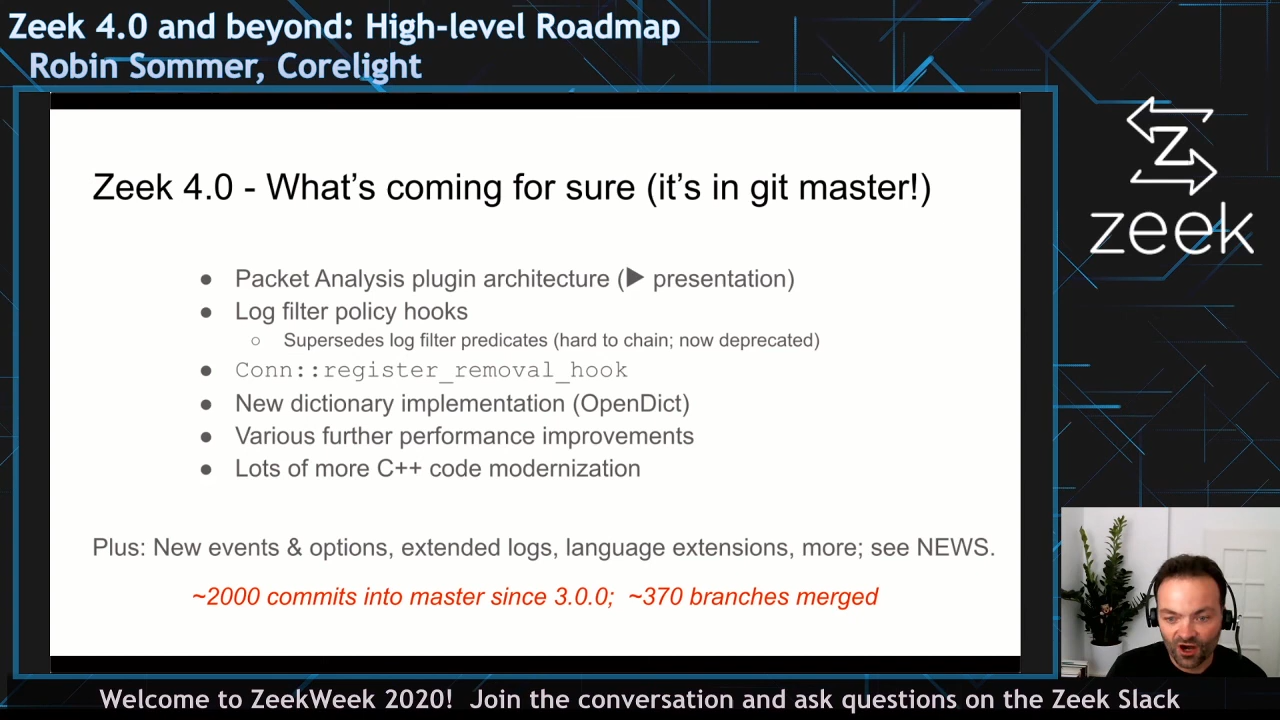 Zeek 4.0 and beyond: High-level Roadmap
Robin Sommer, Corelight
Zeek 4.0 - What's coming for sure (it's in git master!)
● Packet Analysis plugin architecture (▶ presentation)
● Log filter policy hooks
○ Supersedes log filter predicates (hard to chain; now deprecated)
● Conn::register_removal_hook
● New dictionary implementation (OpenDict)
● Various further performance improvements
● Lots of more C++ code modernization
Plus: New events & options, extended logs, language extensions, more; see NEWS.
~2000 commits into master since 3.0.0; ~370 branches merged
Z
zeek
Welcome to ZeekWeek 2020! Join the conversation and ask questions on the Zeek Slack